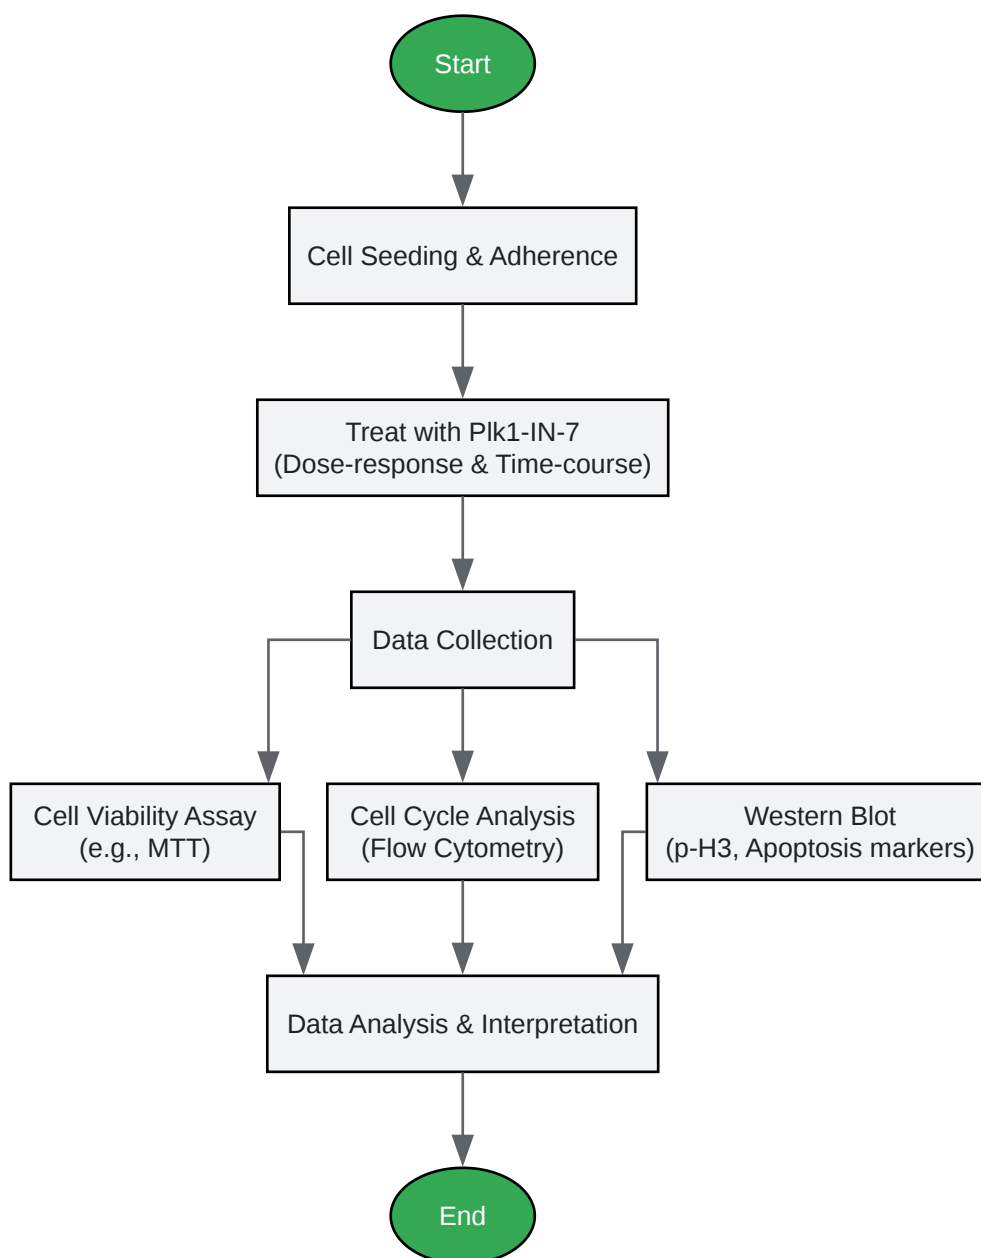 Start
Cell Seeding & Adherence
Treat with Plk1-IN-7
(Dose-response & Time-course)
Data Collection
Cell Viability Assay
(e.g., MTT)
Cell Cycle Analysis
(Flow Cytometry)
Western Blot
(p-H3, Apoptosis markers)
Data Analysis & Interpretation
End